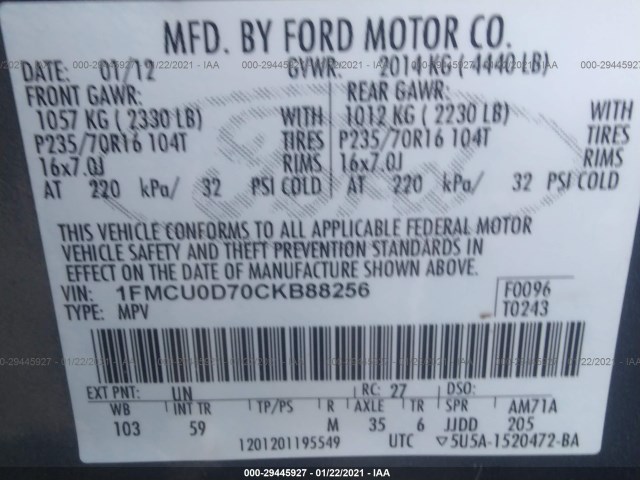 MFD. BY FORD MOTOR CO.
DATE: 01/12 GVWR: 2014 KG ( 4440 LB)
FRONT GAWR: REAR GAWR:
1057 KG ( 2330 LB) WITH 1012 KG ( 2230 LB) WITH
P235/70R16 104T TIRES P235/70R16 104T TIRES
16x7.0J RIMS 16x7.0J RIMS
AT 220 kPa/ 32 PSI COLD AT 220 kPa/ 32 PSI COLD
THIS VEHICLE CONFORMS TO ALL APPLICABLE FEDERAL MOTOR
VEHICLE SAFETY AND THEFT PREVENTION STANDARDS IN
EFFECT ON THE DATE OF MANUFACTURE SHOWN ABOVE.
VIN: 1FMCU0D70CKB88256 F0096
TYPE: MPV T0243
EXT PNT: UN RC: 27 DSO:
WB INT TR TP/PS R AXLE TR SPR AM71A
103 59 M 35 6 JJDD 205
1201201195549 UTC ▽5U5A-1520472-BA
000-29445927 - 01/22/2021 - IAA